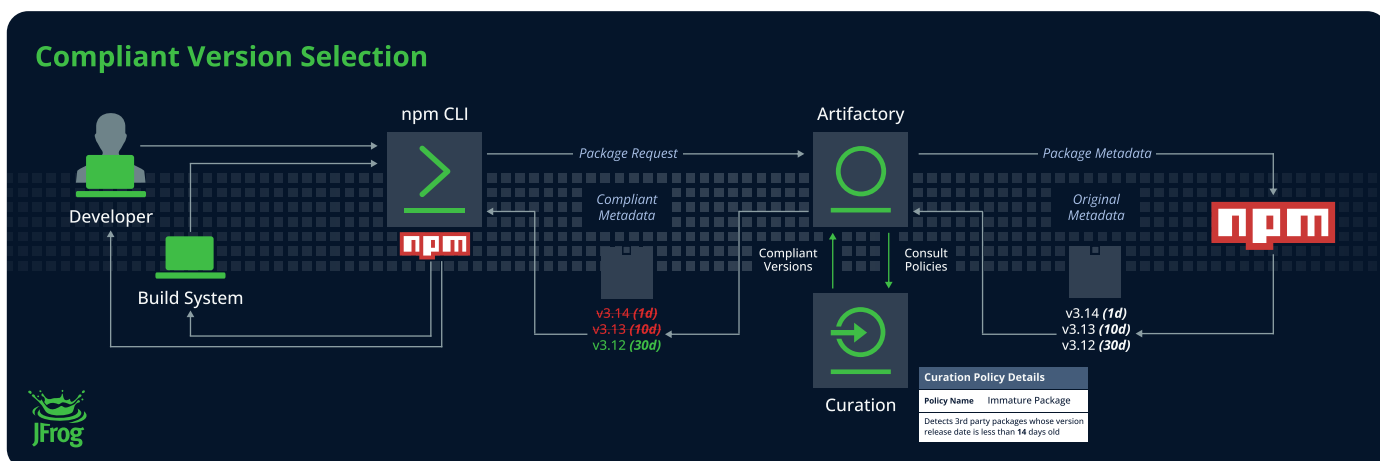 Compliant Version Selection
npm CLI
Artifactory
Package Request
Package Metadata
Compliant
Metadata
Original
Metadata
Developer
npm
npm
Compliant
Versions
Consult
Policies
Build System
v3.14 (1d)
v3.13 (10d)
v3.12 (30d)
v3.14 (1d)
v3.13 (10d)
v3.12 (30d)
Curation
Curation Policy Details
Policy Name Immature Package
Detects 3rd party packages whose version
release date is less than 14 days old
JFrog